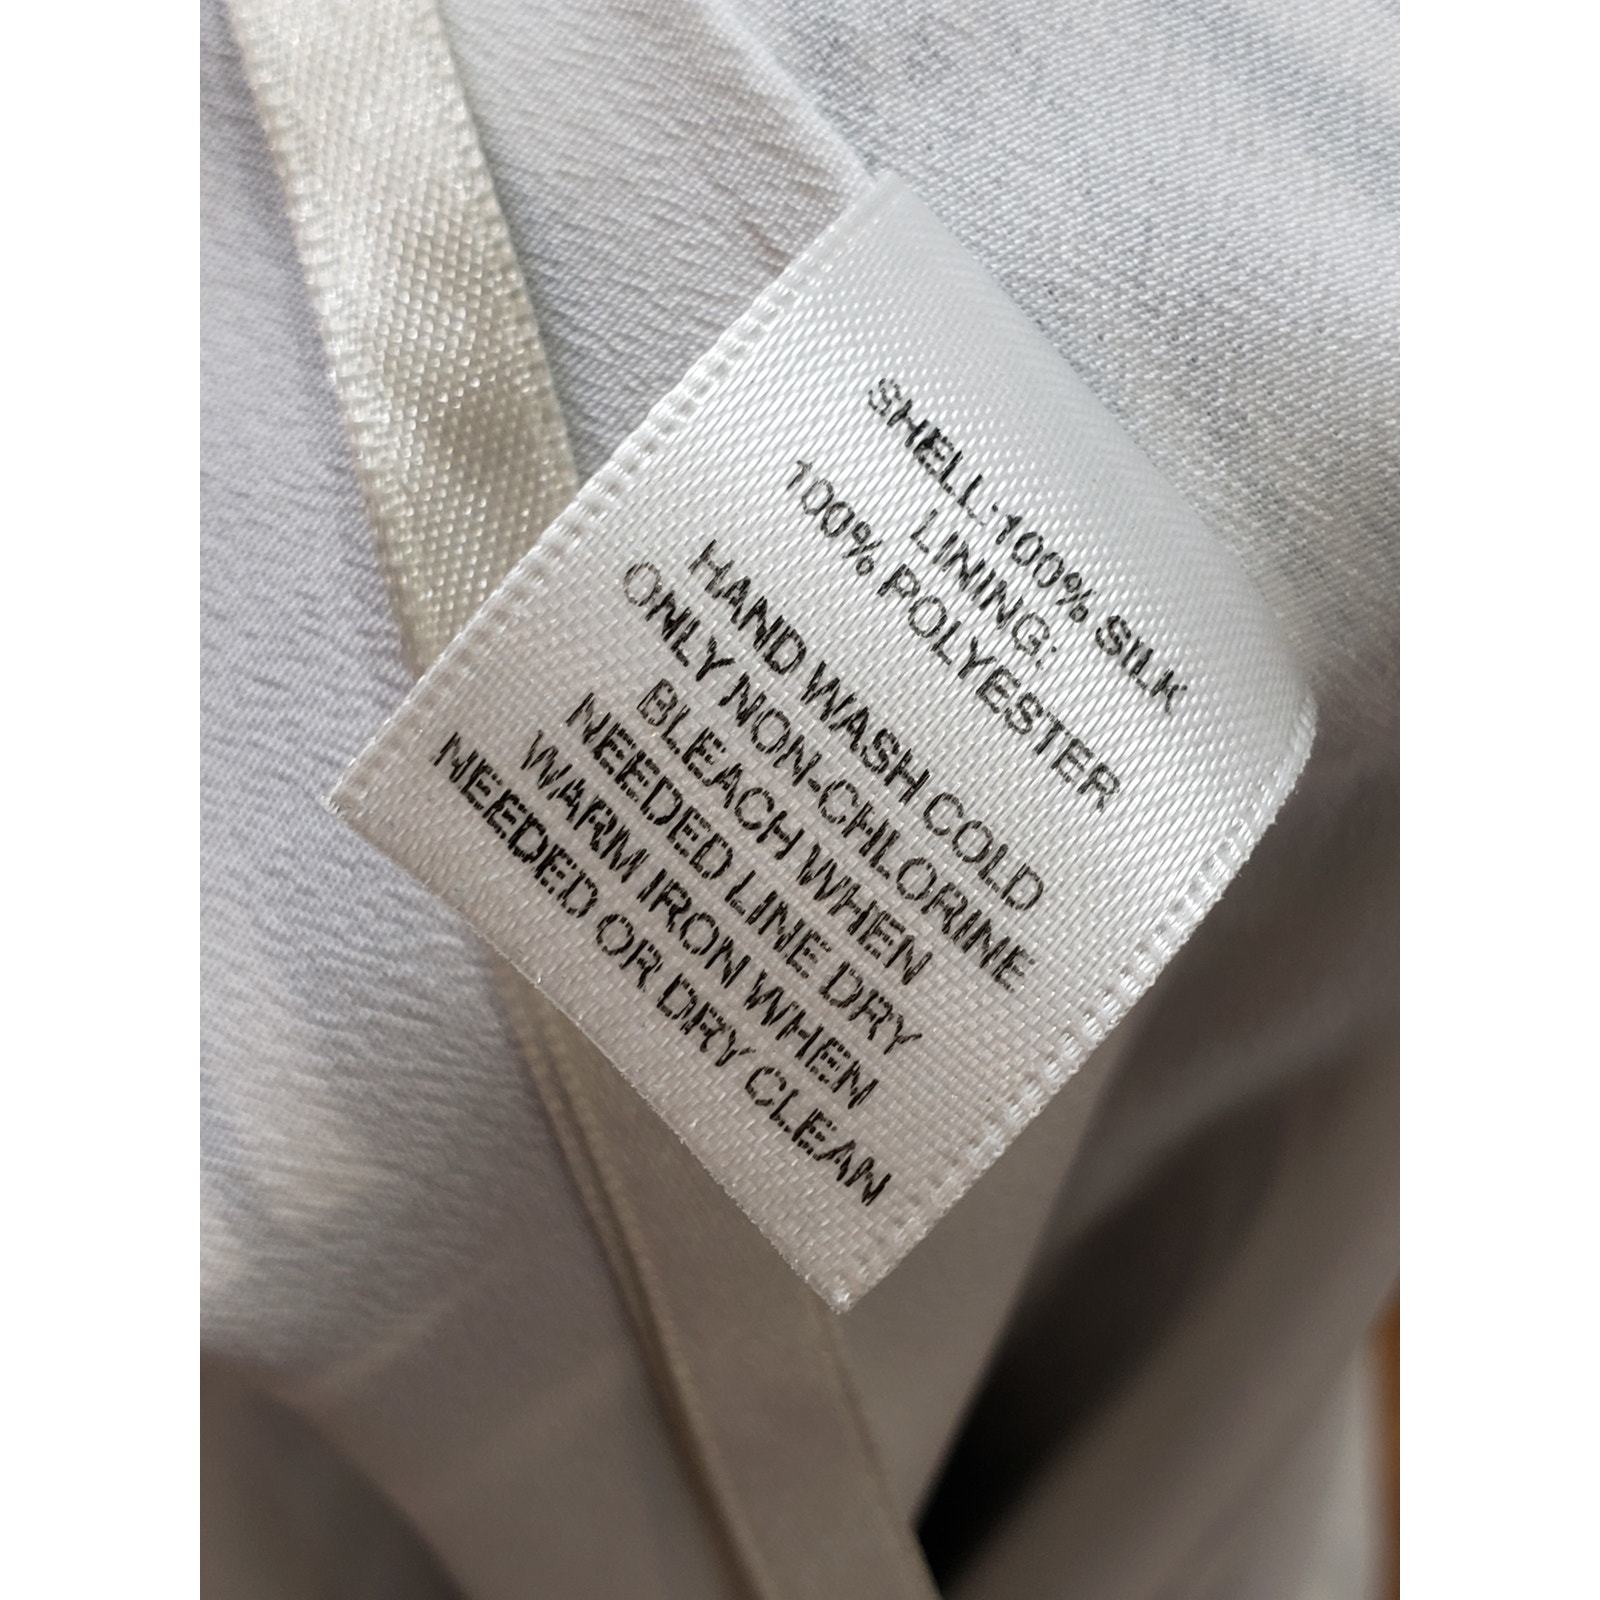 SHELL:100% SILK
LINING:
100% POLYESTER
HAND WASH COLD
ONLY NON-CHLORINE
BLEACH WHEN
NEEDED LINE DRY
WARM IRON WHEN
NEEDED OR DRY CLEAN